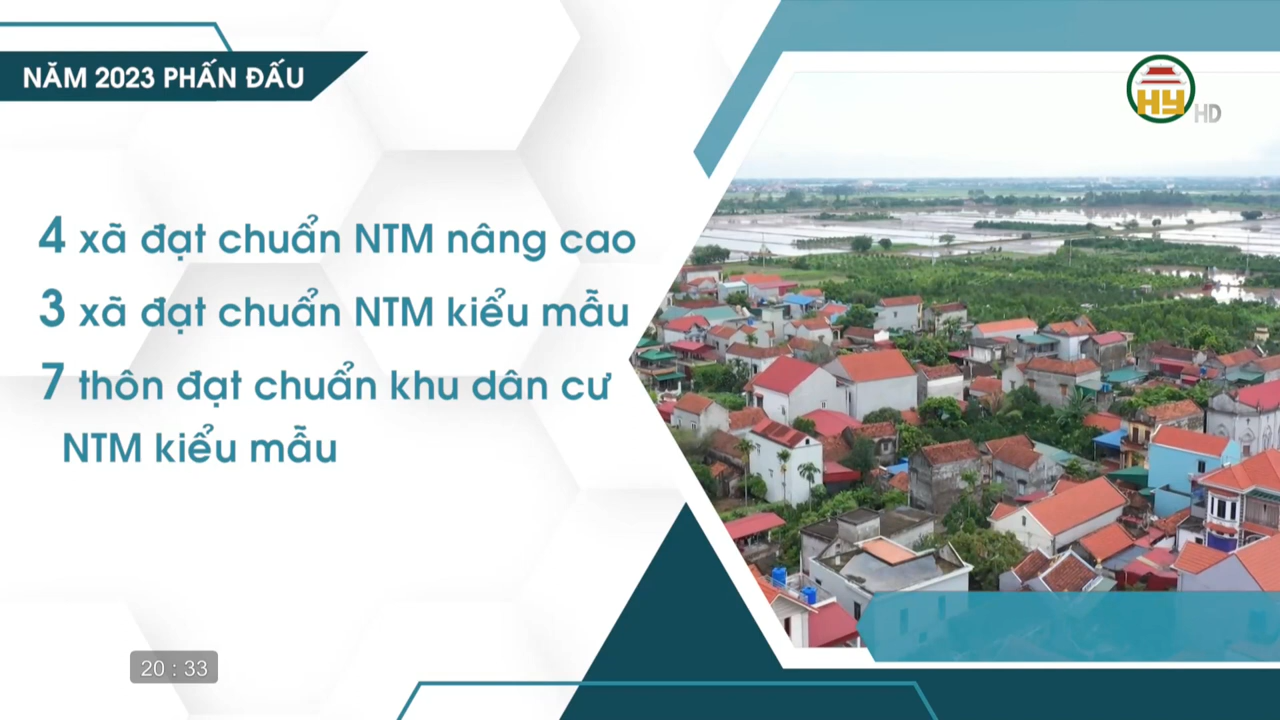 NĂM 2023 PHẤN ĐẤU
HY HD
4 xã đạt chuẩn NTM nâng cao
3 xã đạt chuẩn NTM kiểu mẫu
7 thôn đạt chuẩn khu dân cư
NTM kiểu mẫu
20 : 33